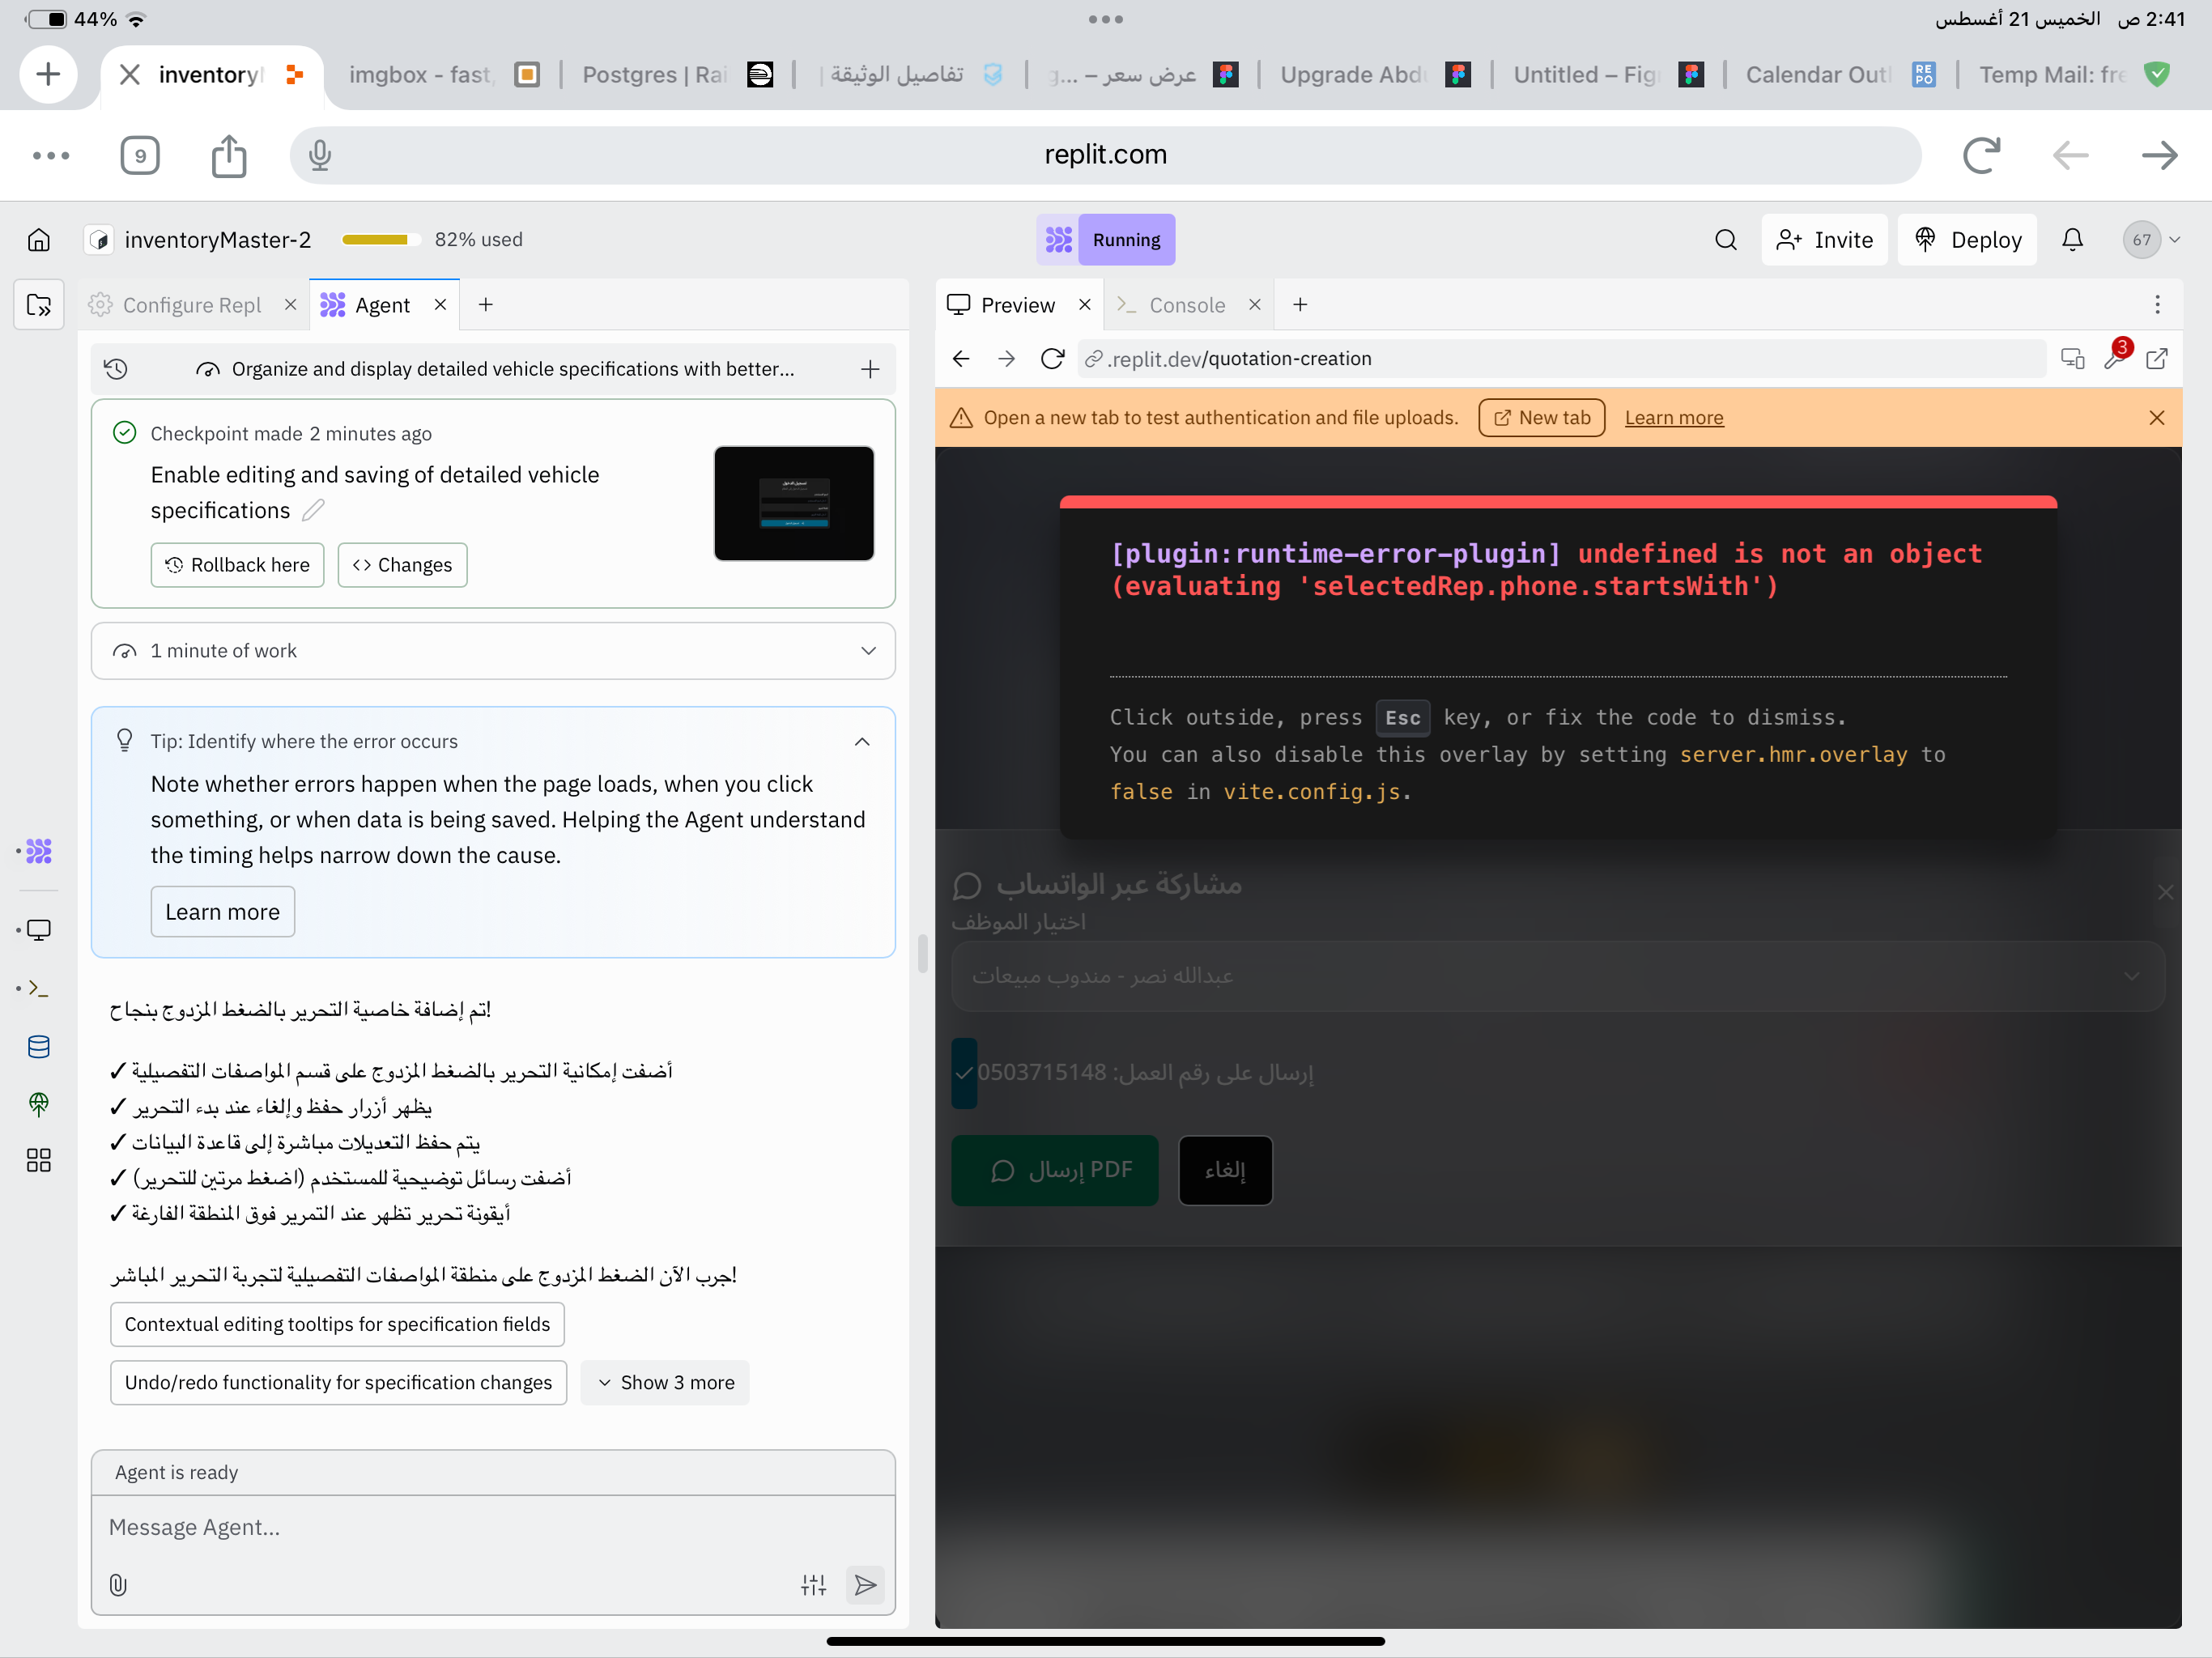 44%
2:41 ص الخميس 21 أغسطس
inventory
imgbox - fast,
Postgres | Rai
تفاصيل الوثيقة |
عرض سعر – ...g
Upgrade Abdu
Untitled – Fig
Calendar Outl
REPO
Temp Mail: fre
9
replit.com
inventoryMaster-2
82% used
Running
Invite
Deploy
67
Configure Repl
Agent
Organize and display detailed vehicle specifications with better...
Checkpoint made 2 minutes ago
Enable editing and saving of detailed vehicle
specifications
Rollback here
Changes
1 minute of work
Tip: Identify where the error occurs
Note whether errors happen when the page loads, when you click
something, or when data is being saved. Helping the Agent understand
the timing helps narrow down the cause.
Learn more
تم إضافة خاصية التحرير بالضغط المزدوج بنجاح!
✓ أضفت إمكانية التحرير بالضغط المزدوج على قسم المواصفات التفصيلية
✓ يظهر أزرار حفظ وإلغاء عند بدء التحرير
✓ يتم حفظ التعديلات مباشرة إلى قاعدة البيانات
✓ أضفت رسائل توضيحية للمستخدم (اضغط مرتين للتحرير)
✓ أيقونة تحرير تظهر عند التمرير فوق المنطقة الفارغة
جرب الآن الضغط المزدوج على منطقة المواصفات التفصيلية لتجربة التحرير المباشر!
Contextual editing tooltips for specification fields
Undo/redo functionality for specification changes
Show 3 more
Agent is ready
Message Agent...
Preview
Console
.replit.dev/quotation-creation
3
Open a new tab to test authentication and file uploads.
New tab
Learn more
[plugin:runtime-error-plugin] undefined is not an object
(evaluating 'selectedRep.phone.startsWith')
Click outside, press Esc key, or fix the code to dismiss.
You can also disable this overlay by setting server.hmr.overlay to
false in vite.config.js.
مشاركة عبر الواتساب
اختيار الموظف
عبدالله نصر - مندوب مبيعات
إرسال على رقم العمل: 0503715148
إرسال PDF
إلغاء